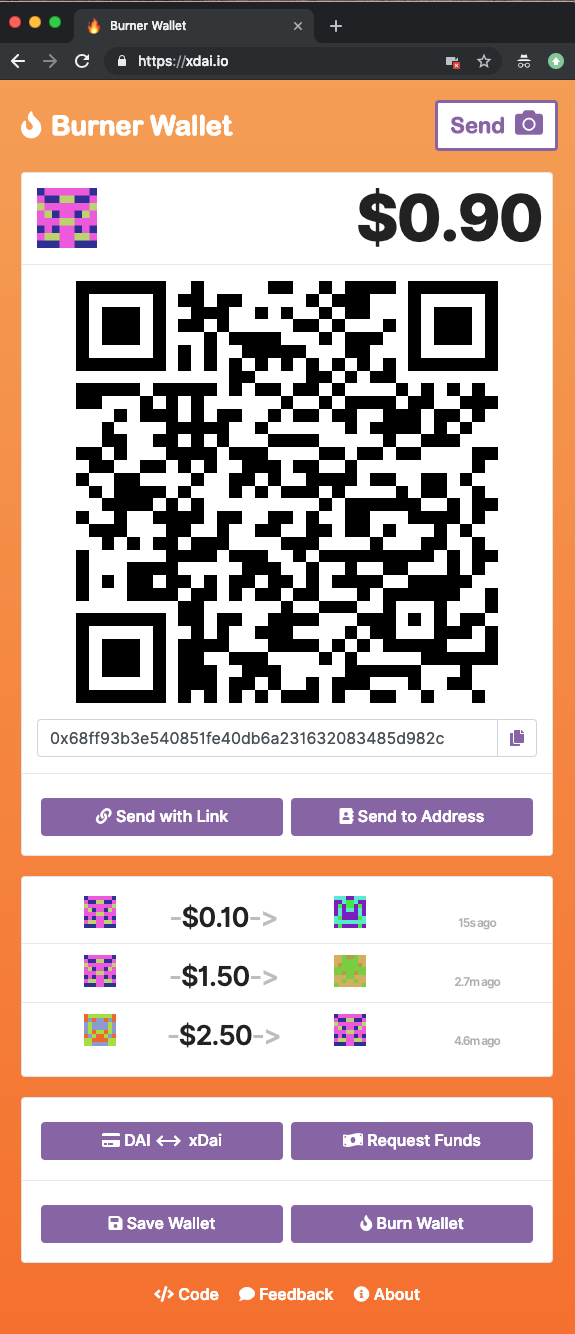 Burner Wallet
https://xdai.io
Burner Wallet
Send
$0.90
0x68ff93b3e540851fe40db6a231632083485d982c
Send with Link
Send to Address
-$0.10-> 15s ago
-$1.50-> 2.7m ago
-$2.50-> 4.6m ago
DAI <--> xDai
Request Funds
Save Wallet
Burn Wallet
</> Code
Feedback
About